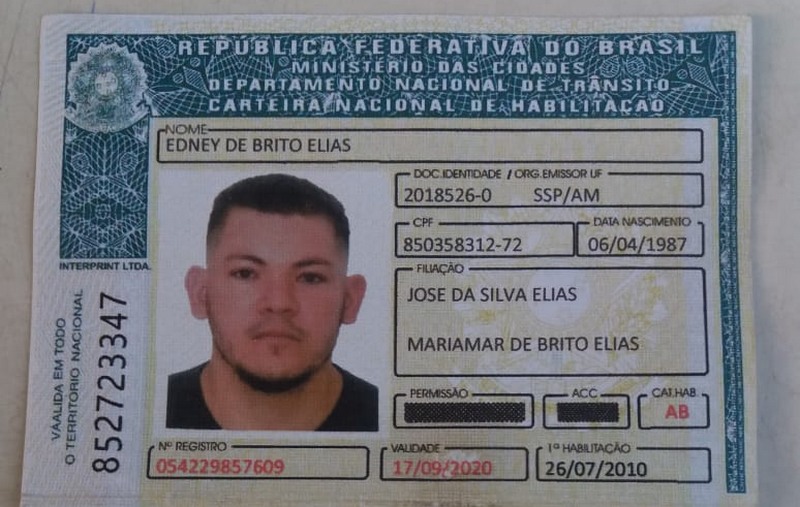 REPÚBLICA FEDERATIVA DO BRASIL
MINISTÉRIO DAS CIDADES
DEPARTAMENTO NACIONAL DE TRÂNSITO
CARTEIRA NACIONAL DE HABILITAÇÃO
NOME
EDNEY DE BRITO ELIAS
DOC.IDENTIDADE / ORG.EMISSOR UF
2018526-0 SSP/AM
CPF
850358312-72
DATA NASCIMENTO
06/04/1987
FILIAÇÃO
JOSE DA SILVA ELIAS
MARIAMAR DE BRITO ELIAS
PERMISSÃO
ACC
CAT.HAB
AB
Nº REGISTRO
054229857609
VALIDADE
17/09/2020
1ª HABILITAÇÃO
26/07/2010
INTERPRINT LTDA.
VAALIDA EM TODO
O TERRITÓRIO NACIONAL
852723347